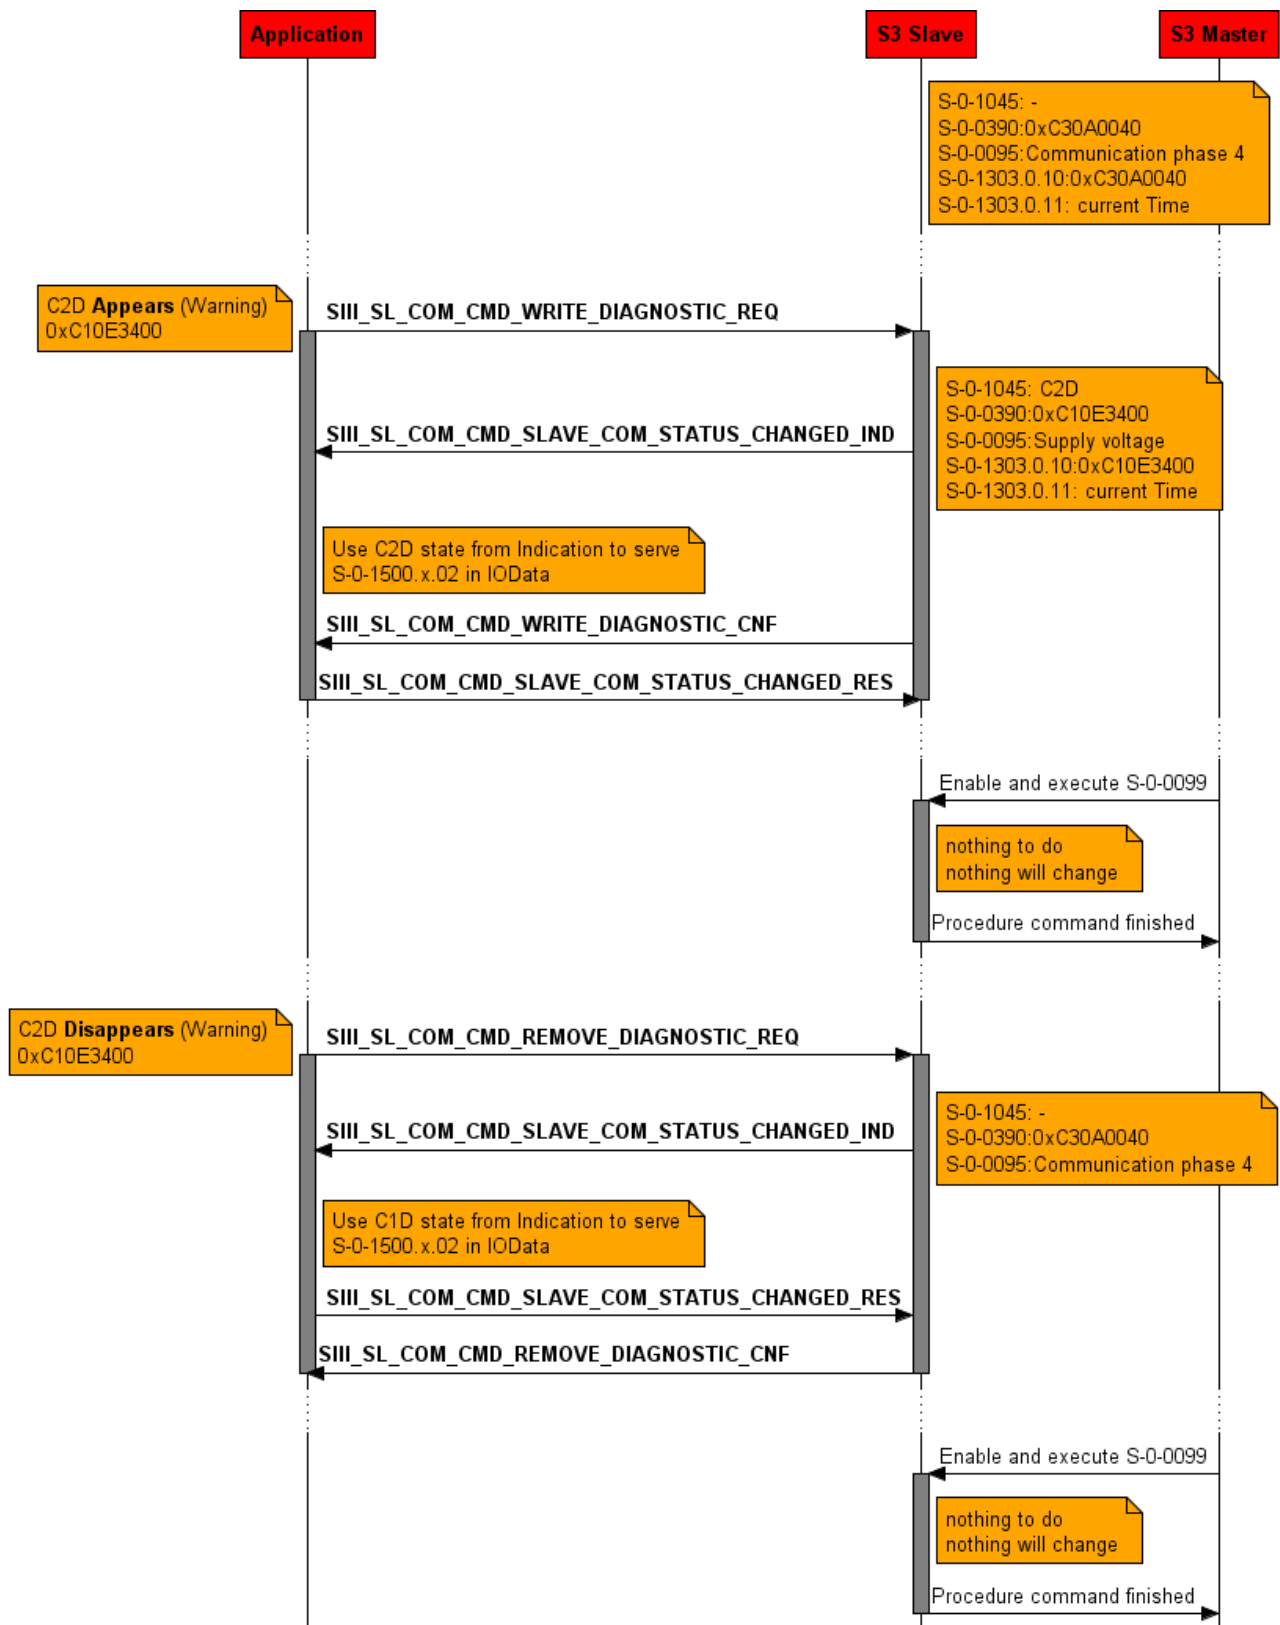 Application
S3 Slave
S3 Master
S-0-1045: -
S-0-0390:0xC30A0040
S-0-0095:Communication phase 4
S-0-1303.0.10:0xC30A0040
S-0-1303.0.11: current Time
C2D Appears (Warning)
0xC10E3400
SIII_SL_COM_CMD_WRITE_DIAGNOSTIC_REQ
S-0-1045: C2D
S-0-0390:0xC10E3400
S-0-0095:Supply voltage
S-0-1303.0.10:0xC10E3400
S-0-1303.0.11: current Time
SIII_SL_COM_CMD_SLAVE_COM_STATUS_CHANGED_IND
Use C2D state from Indication to serve
S-0-1500.x.02 in IOData
SIII_SL_COM_CMD_WRITE_DIAGNOSTIC_CNF
SIII_SL_COM_CMD_SLAVE_COM_STATUS_CHANGED_RES
Enable and execute S-0-0099
nothing to do
nothing will change
Procedure command finished
C2D Disappears (Warning)
0xC10E3400
SIII_SL_COM_CMD_REMOVE_DIAGNOSTIC_REQ
S-0-1045: -
S-0-0390:0xC30A0040
S-0-0095:Communication phase 4
SIII_SL_COM_CMD_SLAVE_COM_STATUS_CHANGED_IND
Use C1D state from Indication to serve
S-0-1500.x.02 in IOData
SIII_SL_COM_CMD_SLAVE_COM_STATUS_CHANGED_RES
SIII_SL_COM_CMD_REMOVE_DIAGNOSTIC_CNF
Enable and execute S-0-0099
nothing to do
nothing will change
Procedure command finished